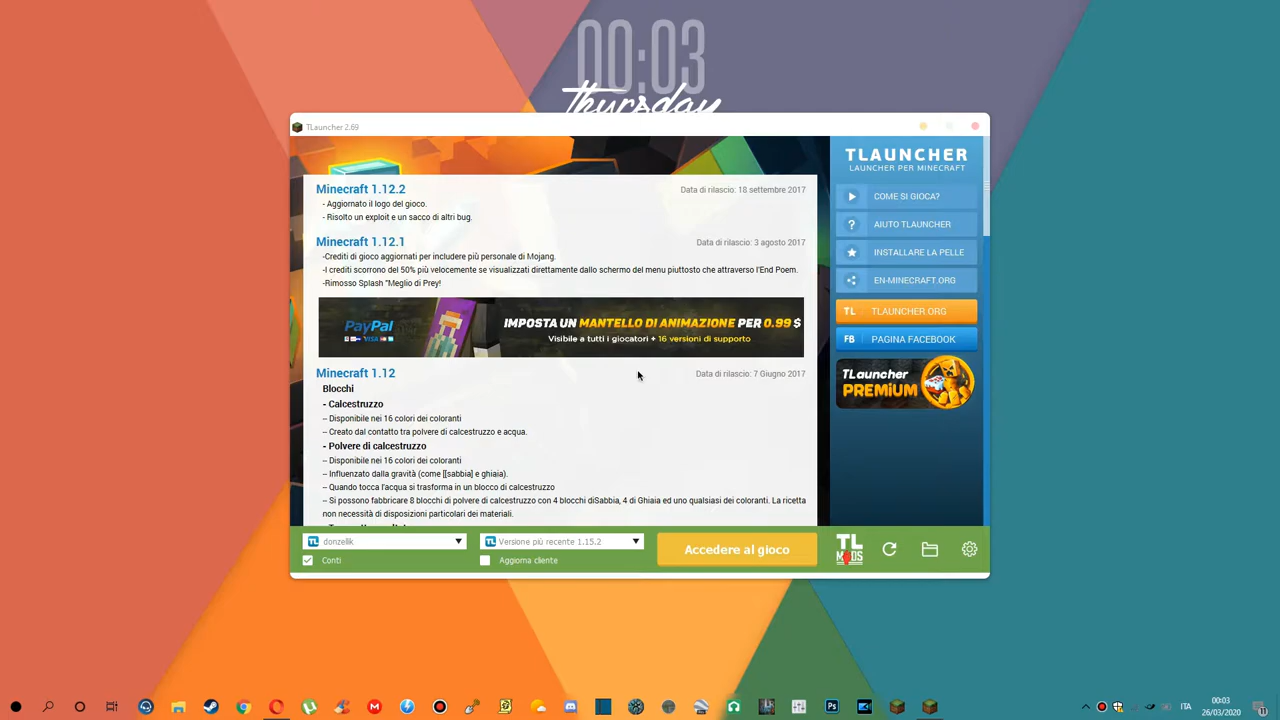 00:03
Thursday
TLauncher 2.69
TLAUNCHER
LAUNCHER PER MINECRAFT
Minecraft 1.12.2
Data di rilascio: 18 settembre 2017
- Aggiornato il logo del gioco.
- Risolto un exploit e un sacco di altri bug.
Minecraft 1.12.1
Data di rilascio: 3 agosto 2017
-Crediti di gioco aggiornati per includere più personale di Mojang.
-I crediti scorrono del 50% più velocemente se visualizzati direttamente dallo schermo del menu piuttosto che attraverso l'End Poem.
-Rimosso Splash "Meglio di Prey!
PayPal
VISA
IMPOSTA UN MANTELLO DI ANIMAZIONE PER 0.99 $
Visibile a tutti i giocatori + 16 versioni di supporto
Minecraft 1.12
Data di rilascio: 7 Giugno 2017
Blocchi
- Calcestruzzo
-- Disponibile nei 16 colori dei coloranti
-- Creato dal contatto tra polvere di calcestruzzo e acqua.
- Polvere di calcestruzzo
-- Disponibile nei 16 colori dei coloranti
-- Influenzato dalla gravità (come [[sabbia] e ghiaia).
-- Quando tocca l'acqua si trasforma in un blocco di calcestruzzo
-- Si possono fabbricare 8 blocchi di polvere di calcestruzzo con 4 blocchi diSabbia, 4 di Ghiaia ed uno qualsiasi dei coloranti. La ricetta
non necessità di disposizioni particolari dei materiali.
COME SI GIOCA?
? AIUTO TLAUNCHER
INSTALLARE LA PELLE
EN-MINECRAFT.ORG
TL TLAUNCHER.ORG
FB PAGINA FACEBOOK
TLauncher
PREMIUM
TL donzellik
TL Versione più recente 1.15.2
Accedere al gioco
TL
MODS
Conti
Aggiorna cliente
ITA
00:03
26/03/2020
11